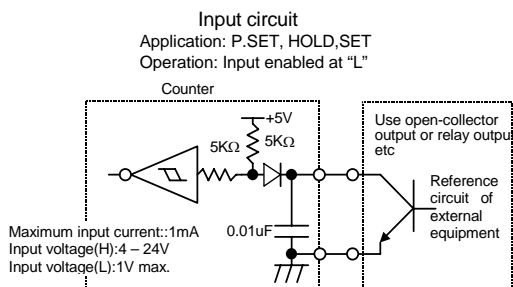 Input circuit
Application: P.SET, HOLD,SET
Operation: Input enabled at “L”
Counter
+5V
5KΩ
5KΩ
Use open-collector
output or relay outpu
etc
Reference
circuit of
external
equipment
0.01uF
Maximum input current::1mA
Input voltage(H):4 – 24V
Input voltage(L):1V max.